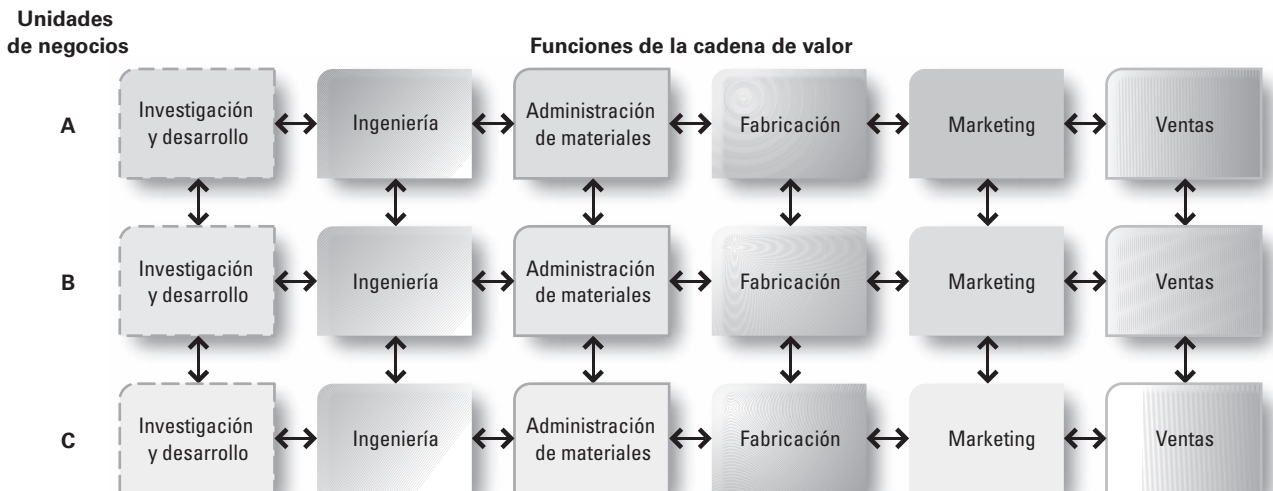 Unidades
de negocios
Funciones de la cadena de valor
A
Investigación
y desarrollo
Ingeniería
Administración
de materiales
Fabricación
Marketing
Ventas
B
Investigación
y desarrollo
Ingeniería
Administración
de materiales
Fabricación
Marketing
Ventas
C
Investigación
y desarrollo
Ingeniería
Administración
de materiales
Fabricación
Marketing
Ventas